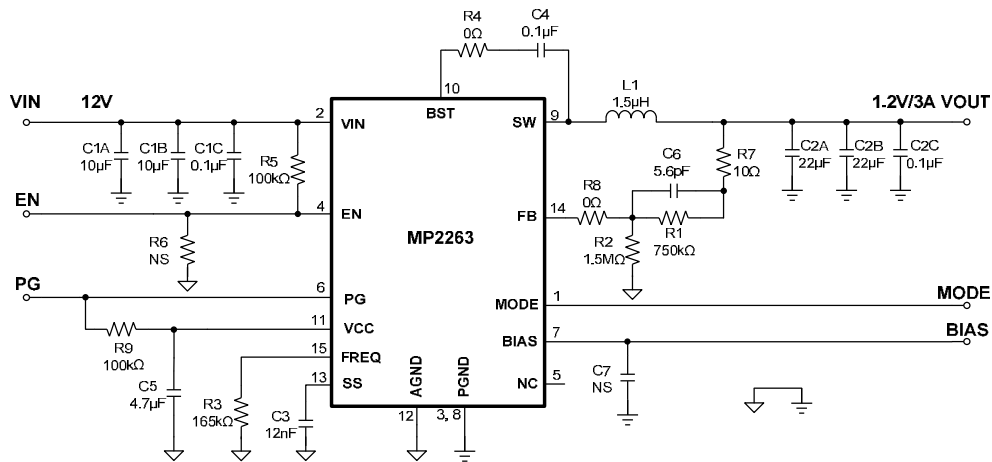 R4
0Ω
C4
0.1µF
10
BST
VIN
12V
2
VIN
SW
9
L1
1.5µH
1.2V/3A VOUT
C1A
10µF
C1B
10µF
C1C
0.1µF
R5
100kΩ
C6
5.6pF
R7
10Ω
C2A
22µF
C2B
22µF
C2C
0.1µF
EN
4
EN
FB
14
R8
0Ω
R6
NS
MP2263
R2
1.5MΩ
R1
750kΩ
PG
6
PG
MODE
1
MODE
11
VCC
BIAS
7
BIAS
R9
100kΩ
15
FREQ
C5
4.7µF
13
SS
AGND
PGND
NC
5
C7
NS
R3
165kΩ
C3
12nF
12
3, 8